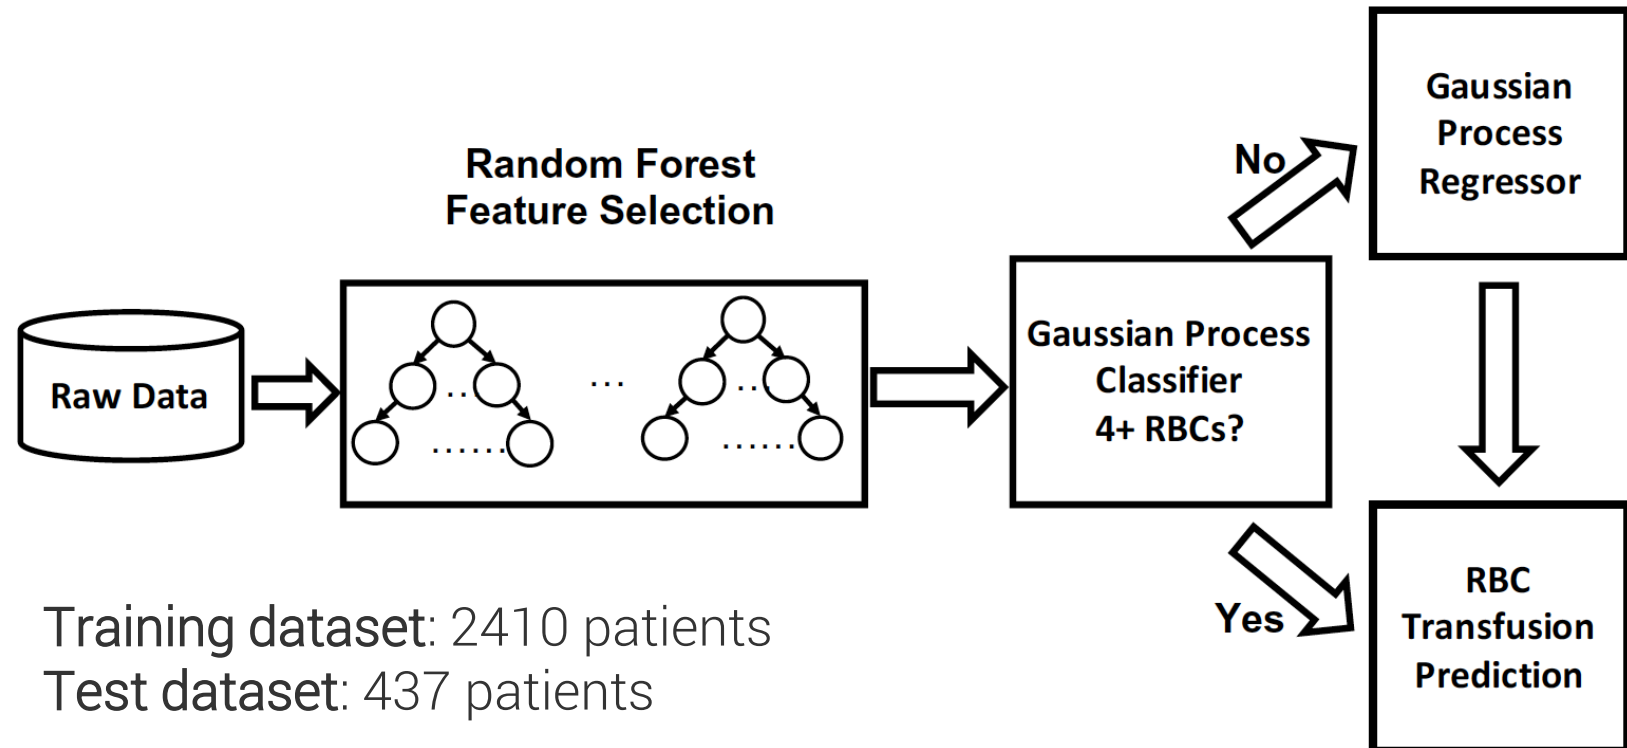 Random Forest
Feature Selection
Raw Data
...
...
...
......
......
Gaussian Process
Classifier
4+ RBCs?
No
Yes
Gaussian
Process
Regressor
RBC
Transfusion
Prediction
Training dataset: 2410 patients
Test dataset: 437 patients